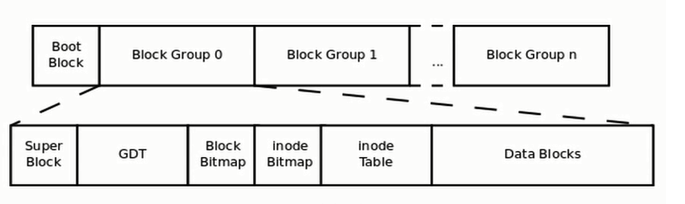 Boot
Block
Block Group 0
Block Group 1
...
Block Group n
Super
Block
GDT
Block
Bitmap
inode
Bitmap
inode
Table
Data Blocks